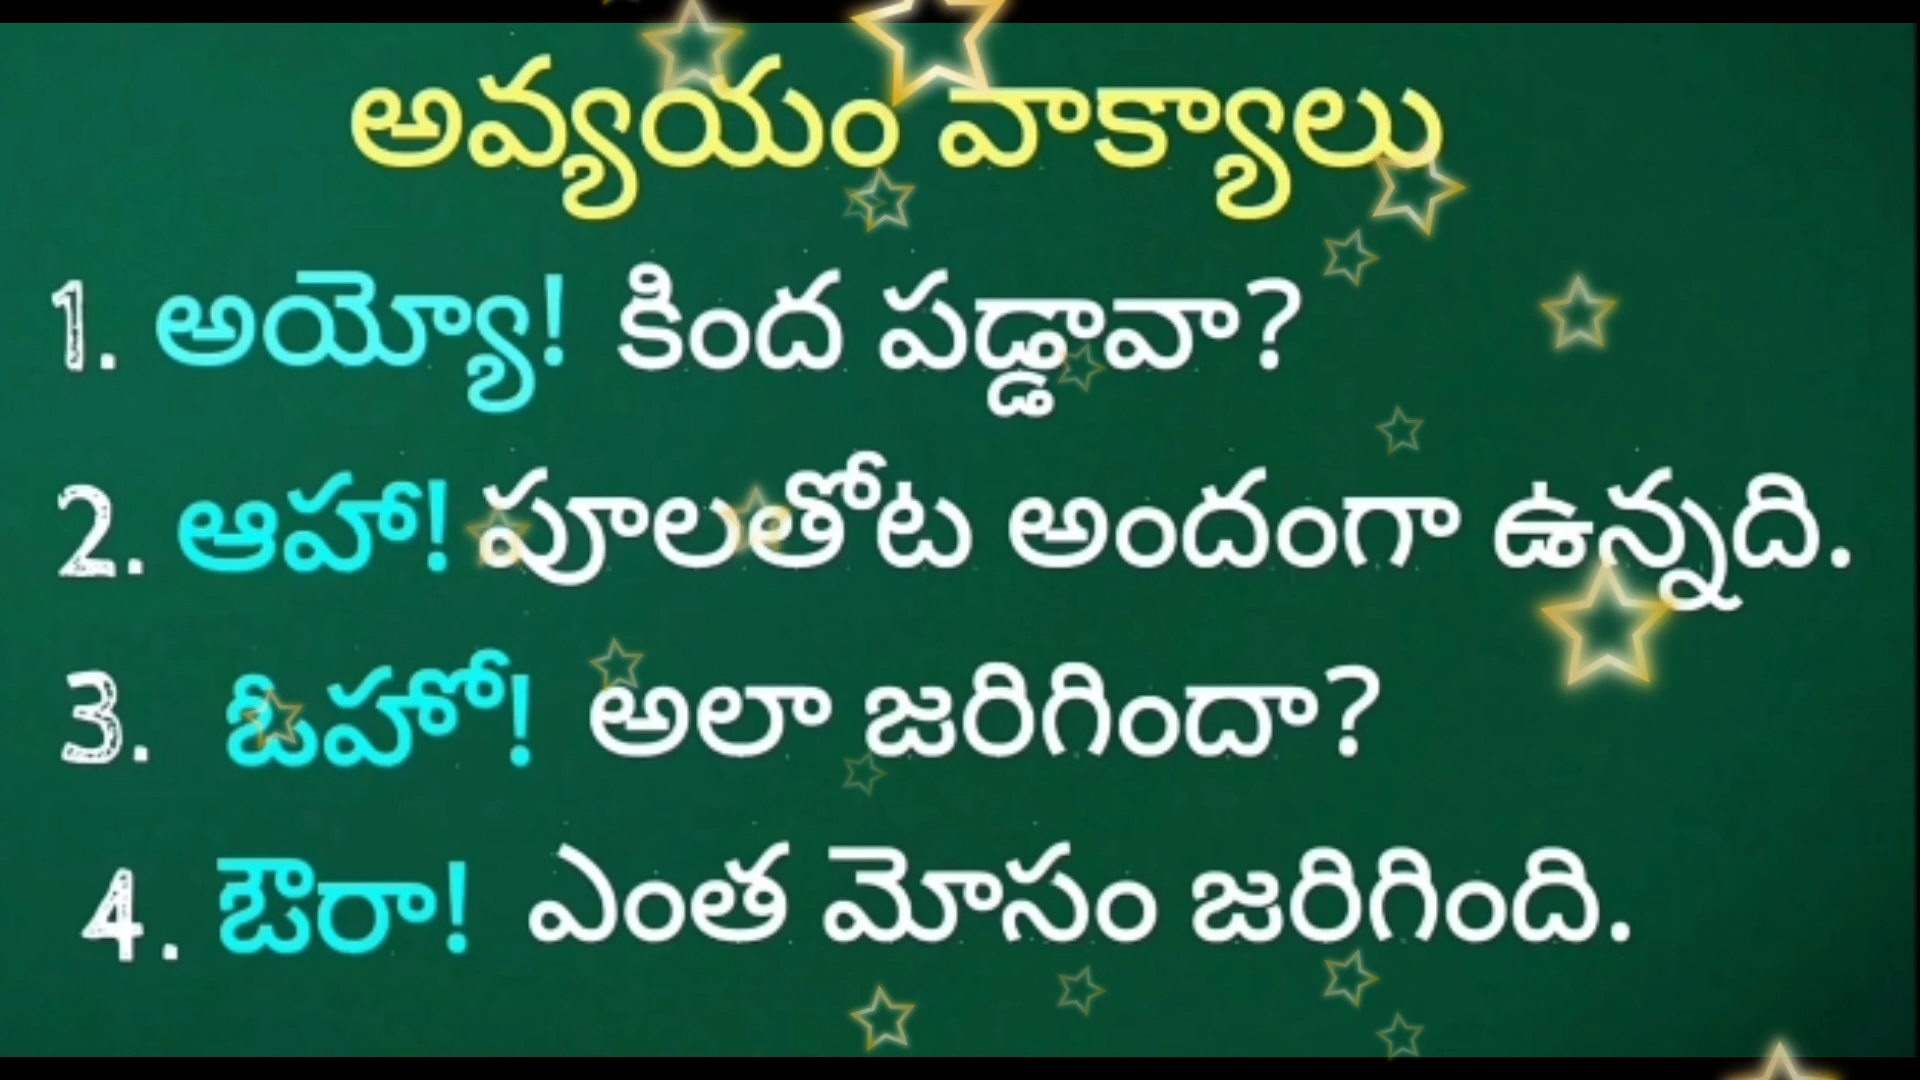 అవ్యయం వాక్యాలు
1. అయ్యో! కింద పడ్డావా?
2. ఆహా! పూలతోట అందంగా ఉన్నది.
3. ఓహో! అలా జరిగిందా?
4. ఔరా! ఎంత మోసం జరిగింది.